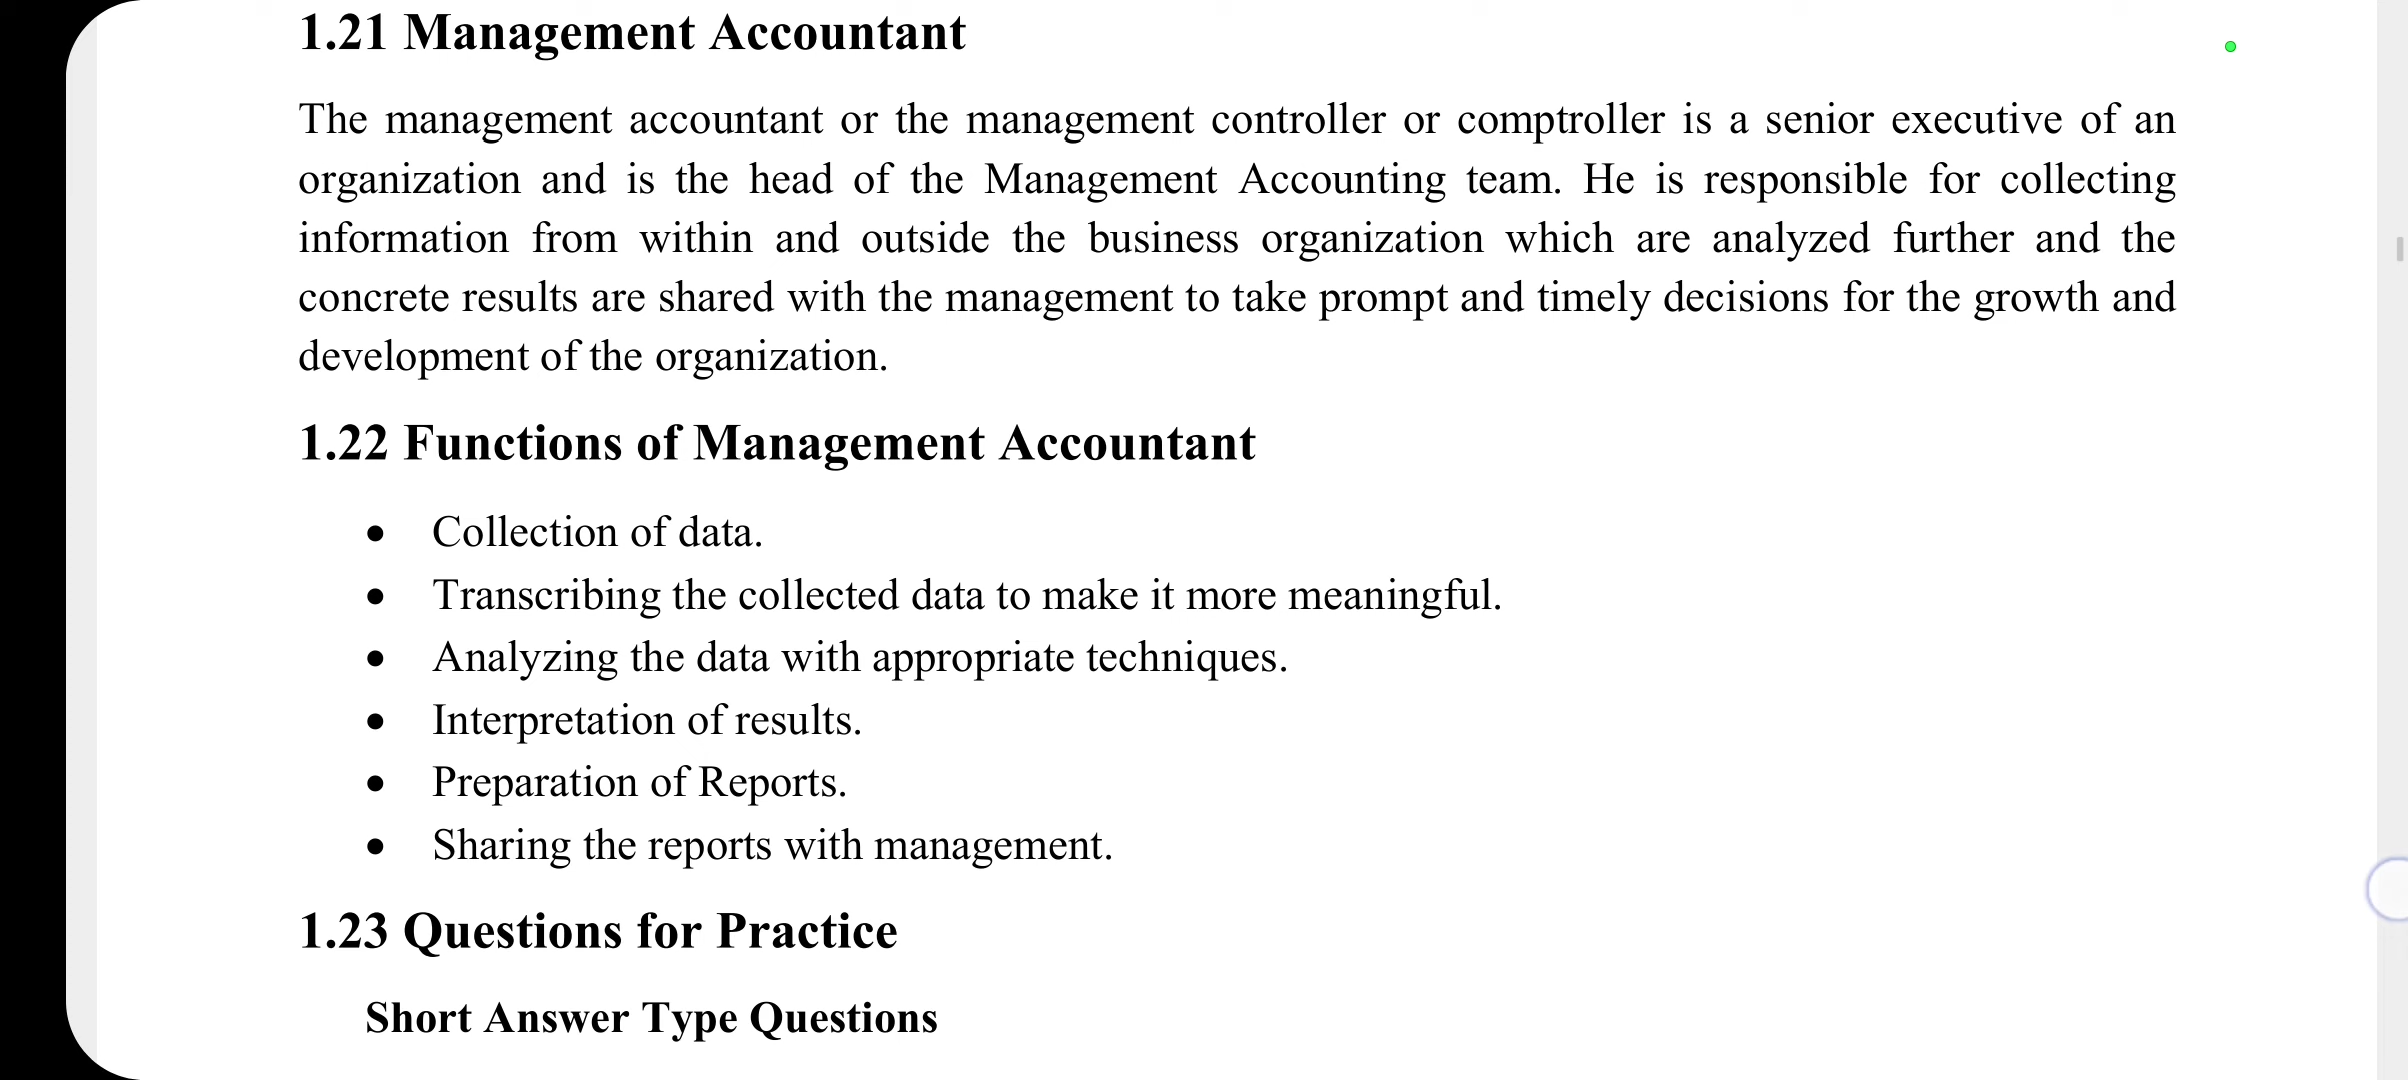 1.21 Management Accountant
The management accountant or the management controller or comptroller is a senior executive of an
organization and is the head of the Management Accounting team. He is responsible for collecting
information from within and outside the business organization which are analyzed further and the
concrete results are shared with the management to take prompt and timely decisions for the growth and
development of the organization.
1.22 Functions of Management Accountant
• Collection of data.
• Transcribing the collected data to make it more meaningful.
• Analyzing the data with appropriate techniques.
• Interpretation of results.
• Preparation of Reports.
• Sharing the reports with management.
1.23 Questions for Practice
Short Answer Type Questions